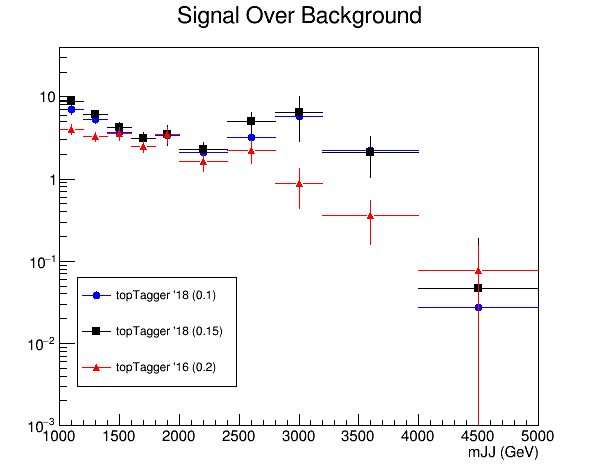 Signal Over Background
10
1
10⁻¹
10⁻²
10⁻³
topTagger '18 (0.1)
topTagger '18 (0.15)
topTagger '16 (0.2)
1000 1500 2000 2500 3000 3500 4000 4500 5000
mJJ (GeV)